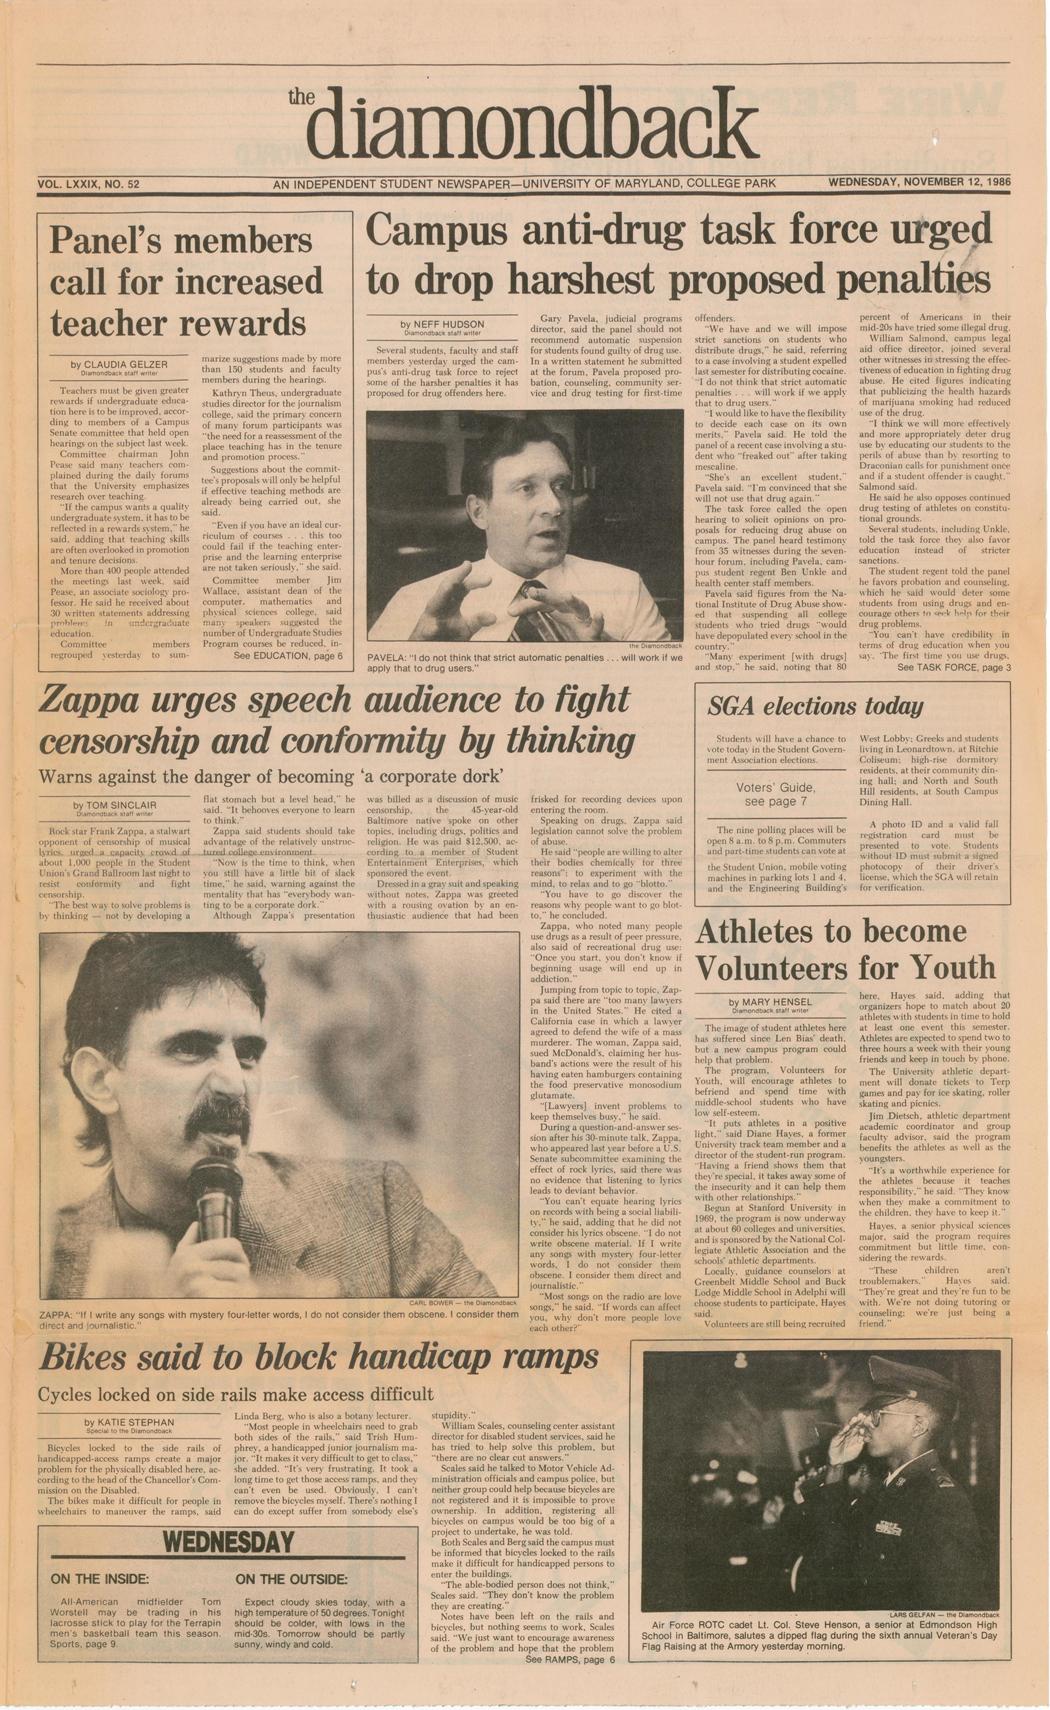 the diamondback
VOL. LXXIX, NO. 52
AN INDEPENDENT STUDENT NEWSPAPER—UNIVERSITY OF MARYLAND, COLLEGE PARK
WEDNESDAY, NOVEMBER 12, 1986
Panel's members
call for increased
teacher rewards
by CLAUDIA GELZER
Diamondback staff writer
Teachers must be given greater
rewards if undergraduate educa-
tion here is to be improved, accor-
ding to members of a Campus
Senate committee that held open
hearings on the subject last week.
Committee chairman John
Pease said many teachers com-
plained during the daily forums
that the University emphasizes
research over teaching.
"If the campus wants a quality
undergraduate system, it has to be
reflected in a rewards system," he
said, adding that teaching skills
are often overlooked in promotion
and tenure decisions.
More than 400 people attended
the meetings last week, said
Pease, an associate sociology pro-
fessor. He said he received about
30 written statements addressing
problems in undergraduate
education.
Committee members
regrouped yesterday to sum-
marize suggestions made by more
than 150 students and faculty
members during the hearings.
Kathryn Theus, undergraduate
studies director for the journalism
college, said the primary concern
of many forum participants was
"the need for a reassessment of the
place teaching has in the tenure
and promotion process."
Suggestions about the commit-
tee's proposals will only be helpful
if effective teaching methods are
already being carried out, she
said.
"Even if you have an ideal cur-
riculum of courses . . . this too
could fail if the teaching enter-
prise and the learning enterprise
are not taken seriously," she said.
Committee member Jim
Wallace, assistant dean of the
computer, mathematics and
physical sciences college, said
many speakers suggested the
number of Undergraduate Studies
Program courses be reduced, in-
See EDUCATION, page 6
Campus anti-drug task force urged
to drop harshest proposed penalties
by NEFF HUDSON
Diamondback staff writer
Several students, faculty and staff
members yesterday urged the cam-
pus's anti-drug task force to reject
some of the harsher penalties it has
proposed for drug offenders here.
Gary Pavela, judicial programs
director, said the panel should not
recommend automatic suspension
for students found guilty of drug use.
In a written statement he submitted
at the forum, Pavela proposed pro-
bation, counseling, community ser-
vice and drug testing for first-time
the Diamondback
PAVELA: "I do not think that strict automatic penalties . . . will work if we
apply that to drug users."
offenders.
"We have and we will impose
strict sanctions on students who
distribute drugs," he said, referring
to a case involving a student expelled
last semester for distributing cocaine.
"I do not think that strict automatic
penalties . . . will work if we apply
that to drug users."
"I would like to have the flexibility
to decide each case on its own
merits," Pavela said. He told the
panel of a recent case involving a stu-
dent who "freaked out" after taking
mescaline.
"She's an excellent student,"
Pavela said. "I'm convinced that she
will not use that drug again."
The task force called the open
hearing to solicit opinions on pro-
posals for reducing drug abuse on
campus. The panel heard testimony
from 35 witnesses during the seven-
hour forum, including Pavela, cam-
pus student regent Ben Unkle and
health center staff members.
Pavela said figures from the Na-
tional Institute of Drug Abuse show-
ed that suspending all college
students who tried drugs "would
have depopulated every school in the
country."
"Many experiment [with drugs]
and stop," he said, noting that 80
percent of Americans in their
mid-20s have tried some illegal drug.
William Salmond, campus legal
aid office director, joined several
other witnesses in stressing the effec-
tiveness of education in fighting drug
abuse. He cited figures indicating
that publicizing the health hazards
of marijuana smoking had reduced
use of the drug.
"I think we will more effectively
and more appropriately deter drug
use by educating our students to the
perils of abuse than by resorting to
Draconian calls for punishment once
and if a student offender is caught,"
Salmond said.
He said he also opposes continued
drug testing of athletes on constitu-
tional grounds.
Several students, including Unkle,
told the task force they also favor
education instead of stricter
sanctions.
The student regent told the panel
he favors probation and counseling,
which he said would deter some
students from using drugs and en-
courage others to seek help for their
drug problems.
"You can't have credibility in
terms of drug education when you
say, 'The first time you use drugs,
See TASK FORCE, page 3
Zappa urges speech audience to fight
censorship and conformity by thinking
Warns against the danger of becoming 'a corporate dork'
by TOM SINCLAIR
Diamondback staff writer
Rock star Frank Zappa, a stalwart
opponent of censorship of musical
lyrics, urged a capacity crowd of
about 1,000 people in the Student
Union's Grand Ballroom last night to
resist conformity and fight
censorship.
"The best way to solve problems is
by thinking — not by developing a
flat stomach but a level head," he
said. "It behooves everyone to learn
to think."
Zappa said students should take
advantage of the relatively unstruc-
tured college environment.
"Now is the time to think, when
you still have a little bit of slack
time," he said, warning against the
mentality that has "everybody wan-
ting to be a corporate dork."
Although Zappa's presentation
was billed as a discussion of music
censorship, the 45-year-old
Baltimore native spoke on other
topics, including drugs, politics and
religion. He was paid $12,500, ac-
cording to a member of Student
Entertainment Enterprises, which
sponsored the event.
Dressed in a gray suit and speaking
without notes, Zappa was greeted
with a rousing ovation by an en-
thusiastic audience that had been
frisked for recording devices upon
entering the room.
Speaking on drugs, Zappa said
legislation cannot solve the problem
of abuse.
He said "people are willing to alter
their bodies chemically for three
reasons": to experiment with the
mind, to relax and to go "blotto."
"You have to go discover the
reasons why people want to go blot-
to," he concluded.
Zappa, who noted many people
use drugs as a result of peer pressure,
also said of recreational drug use:
"Once you start, you don't know if
beginning usage will end up in
addiction."
Jumping from topic to topic, Zap-
pa said there are "too many lawyers
in the United States." He cited a
California case in which a lawyer
agreed to defend the wife of a mass
murderer. The woman, Zappa said,
sued McDonald's, claiming her hus-
band's actions were the result of his
having eaten hamburgers containing
the food preservative monosodium
glutamate.
"[Lawyers] invent problems to
keep themselves busy," he said.
During a question-and-answer ses-
sion after his 30-minute talk, Zappa,
who appeared last year before a U.S.
Senate subcommittee examining the
effect of rock lyrics, said there was
no evidence that listening to lyrics
leads to deviant behavior.
"You can't equate hearing lyrics
on records with being a social liabili-
ty," he said, adding that he did not
consider his lyrics obscene. "I do not
write obscene material. If I write
any songs with mystery four-letter
words, I do not consider them
obscene. I consider them direct and
journalistic."
"Most songs on the radio are love
songs," he said. "If words can affect
you, why don't more people love
each other?"
CARL BOWER — the Diamondback
ZAPPA: "If I write any songs with mystery four-letter words, I do not consider them obscene. I consider them
direct and journalistic."
SGA elections today
Students will have a chance to
vote today in the Student Govern-
ment Association elections.
Voters' Guide,
see page 7
The nine polling places will be
open 8 a.m. to 8 p.m. Commuters
and part-time students can vote at
the Student Union, mobile voting
machines in parking lots 1 and 4,
and the Engineering Building's
West Lobby; Greeks and students
living in Leonardtown, at Ritchie
Coliseum; high-rise dormitory
residents, at their community din-
ing hall; and North and South
Hill residents, at South Campus
Dining Hall.
A photo ID and a valid fall
registration card must be
presented to vote. Students
without ID must submit a signed
photocopy of their driver's
license, which the SGA will retain
for verification.
Athletes to become
Volunteers for Youth
by MARY HENSEL
Diamondback staff writer
The image of student athletes here
has suffered since Len Bias' death,
but a new campus program could
help that problem.
The program, Volunteers for
Youth, will encourage athletes to
befriend and spend time with
middle-school students who have
low self-esteem.
"It puts athletes in a positive
light," said Diane Hayes, a former
University track team member and a
director of the student-run program.
"Having a friend shows them that
they're special, it takes away some of
the insecurity and it can help them
with other relationships."
Begun at Stanford University in
1969, the program is now underway
at about 60 colleges and universities,
and is sponsored by the National Col-
legiate Athletic Association and the
schools' athletic departments.
Locally, guidance counselors at
Greenbelt Middle School and Buck
Lodge Middle School in Adelphi will
choose students to participate, Hayes
said.
Volunteers are still being recruited
here, Hayes said, adding that
organizers hope to match about 20
athletes with students in time to hold
at least one event this semester.
Athletes are expected to spend two to
three hours a week with their young
friends and keep in touch by phone.
The University athletic depart-
ment will donate tickets to Terp
games and pay for ice skating, roller
skating and picnics.
Jim Dietsch, athletic department
academic coordinator and group
faculty advisor, said the program
benefits the athletes as well as the
youngsters.
"It's a worthwhile experience for
the athletes because it teaches
responsibility," he said. "They know
when they make a commitment to
the children, they have to keep it."
Hayes, a senior physical sciences
major, said the program requires
commitment but little time, con-
sidering the rewards.
"These children aren't
troublemakers," Hayes said.
"They're great and they're fun to be
with. We're not doing tutoring or
counseling; we're just being a
friend."
Bikes said to block handicap ramps
Cycles locked on side rails make access difficult
by KATIE STEPHAN
Special to the Diamondback
Bicycles locked to the side rails of
handicapped-access ramps create a major
problem for the physically disabled here, ac-
cording to the head of the Chancellor's Com-
mission on the Disabled.
The bikes make it difficult for people in
wheelchairs to maneuver the ramps, said
Linda Berg, who is also a botany lecturer.
"Most people in wheelchairs need to grab
both sides of the rails," said Trish Hum-
phrey, a handicapped junior journalism ma-
jor. "It makes it very difficult to get to class,"
she added. "It's very frustrating. It took a
long time to get those access ramps, and they
can't even be used. Obviously, I can't
remove the bicycles myself. There's nothing I
can do except suffer from somebody else's
stupidity."
William Scales, counseling center assistant
director for disabled student services, said he
has tried to help solve this problem, but
"there are no clear cut answers."
Scales said he talked to Motor Vehicle Ad-
ministration officials and campus police, but
neither group could help because bicycles are
not registered and it is impossible to prove
ownership. In addition, registering all
bicycles on campus would be too big of a
project to undertake, he was told.
Both Scales and Berg said the campus must
be informed that bicycles locked to the rails
make it difficult for handicapped persons to
enter the buildings.
"The able-bodied person does not think,"
Scales said. "They don't know the problem
they are creating."
Notes have been left on the rails and
bicycles, but nothing seems to work, Scales
said. "We just want to encourage awareness
of the problem and hope that the problem
See RAMPS, page 6
WEDNESDAY
ON THE INSIDE:
All-American midfielder Tom
Worstell may be trading in his
lacrosse stick to play for the Terrapin
men's basketball team this season.
Sports, page 9.
ON THE OUTSIDE:
Expect cloudy skies today, with a
high temperature of 50 degrees. Tonight
should be colder, with lows in the
mid-30s. Tomorrow should be partly
sunny, windy and cold.
LARS GELFAN — the Diamondback
Air Force ROTC cadet Lt. Col. Steve Henson, a senior at Edmondson High
School in Baltimore, salutes a dipped flag during the sixth annual Veteran's Day
Flag Raising at the Armory yesterday morning.